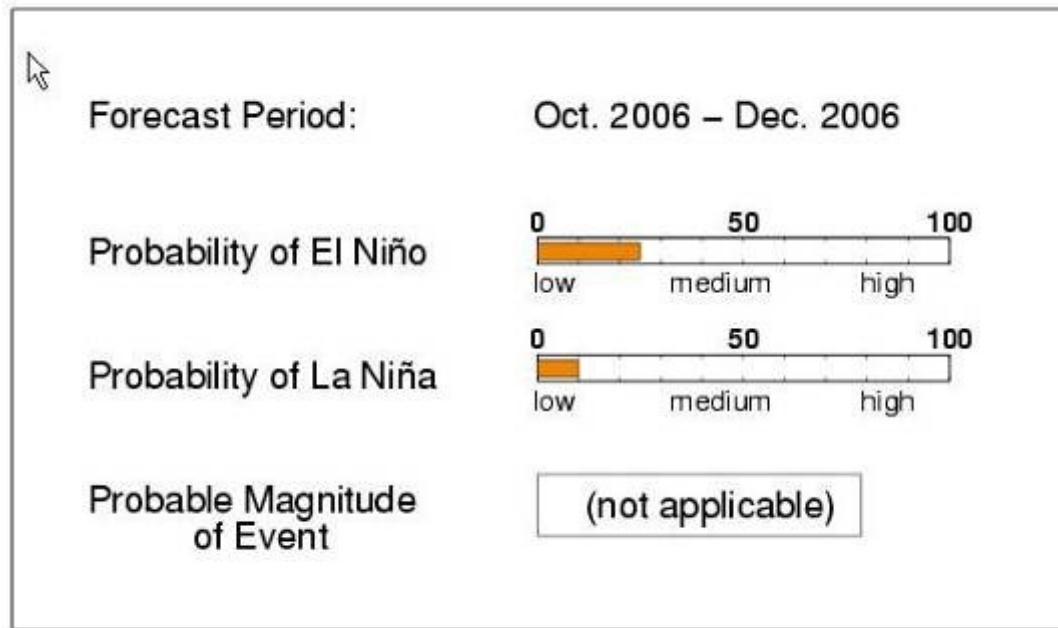 Forecast Period: Oct. 2006 – Dec. 2006
0 50 100
Probability of El Niño
low medium high
0 50 100
Probability of La Niña
low medium high
Probable Magnitude
of Event
(not applicable)